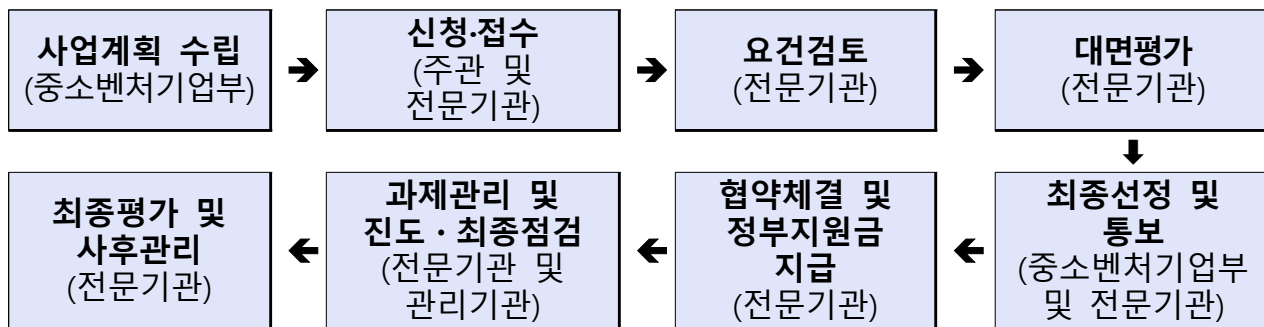 사업계획 수립
(중소벤처기업부)
신청·접수
(주관 및
전문기관)
요건검토
(전문기관)
대면평가
(전문기관)
최종선정 및
통보
(중소벤처기업부
및 전문기관)
협약체결 및
정부지원금
지급
(전문기관)
과제관리 및
진도·최종점검
(전문기관 및
관리기관)
최종평가 및
사후관리
(전문기관)